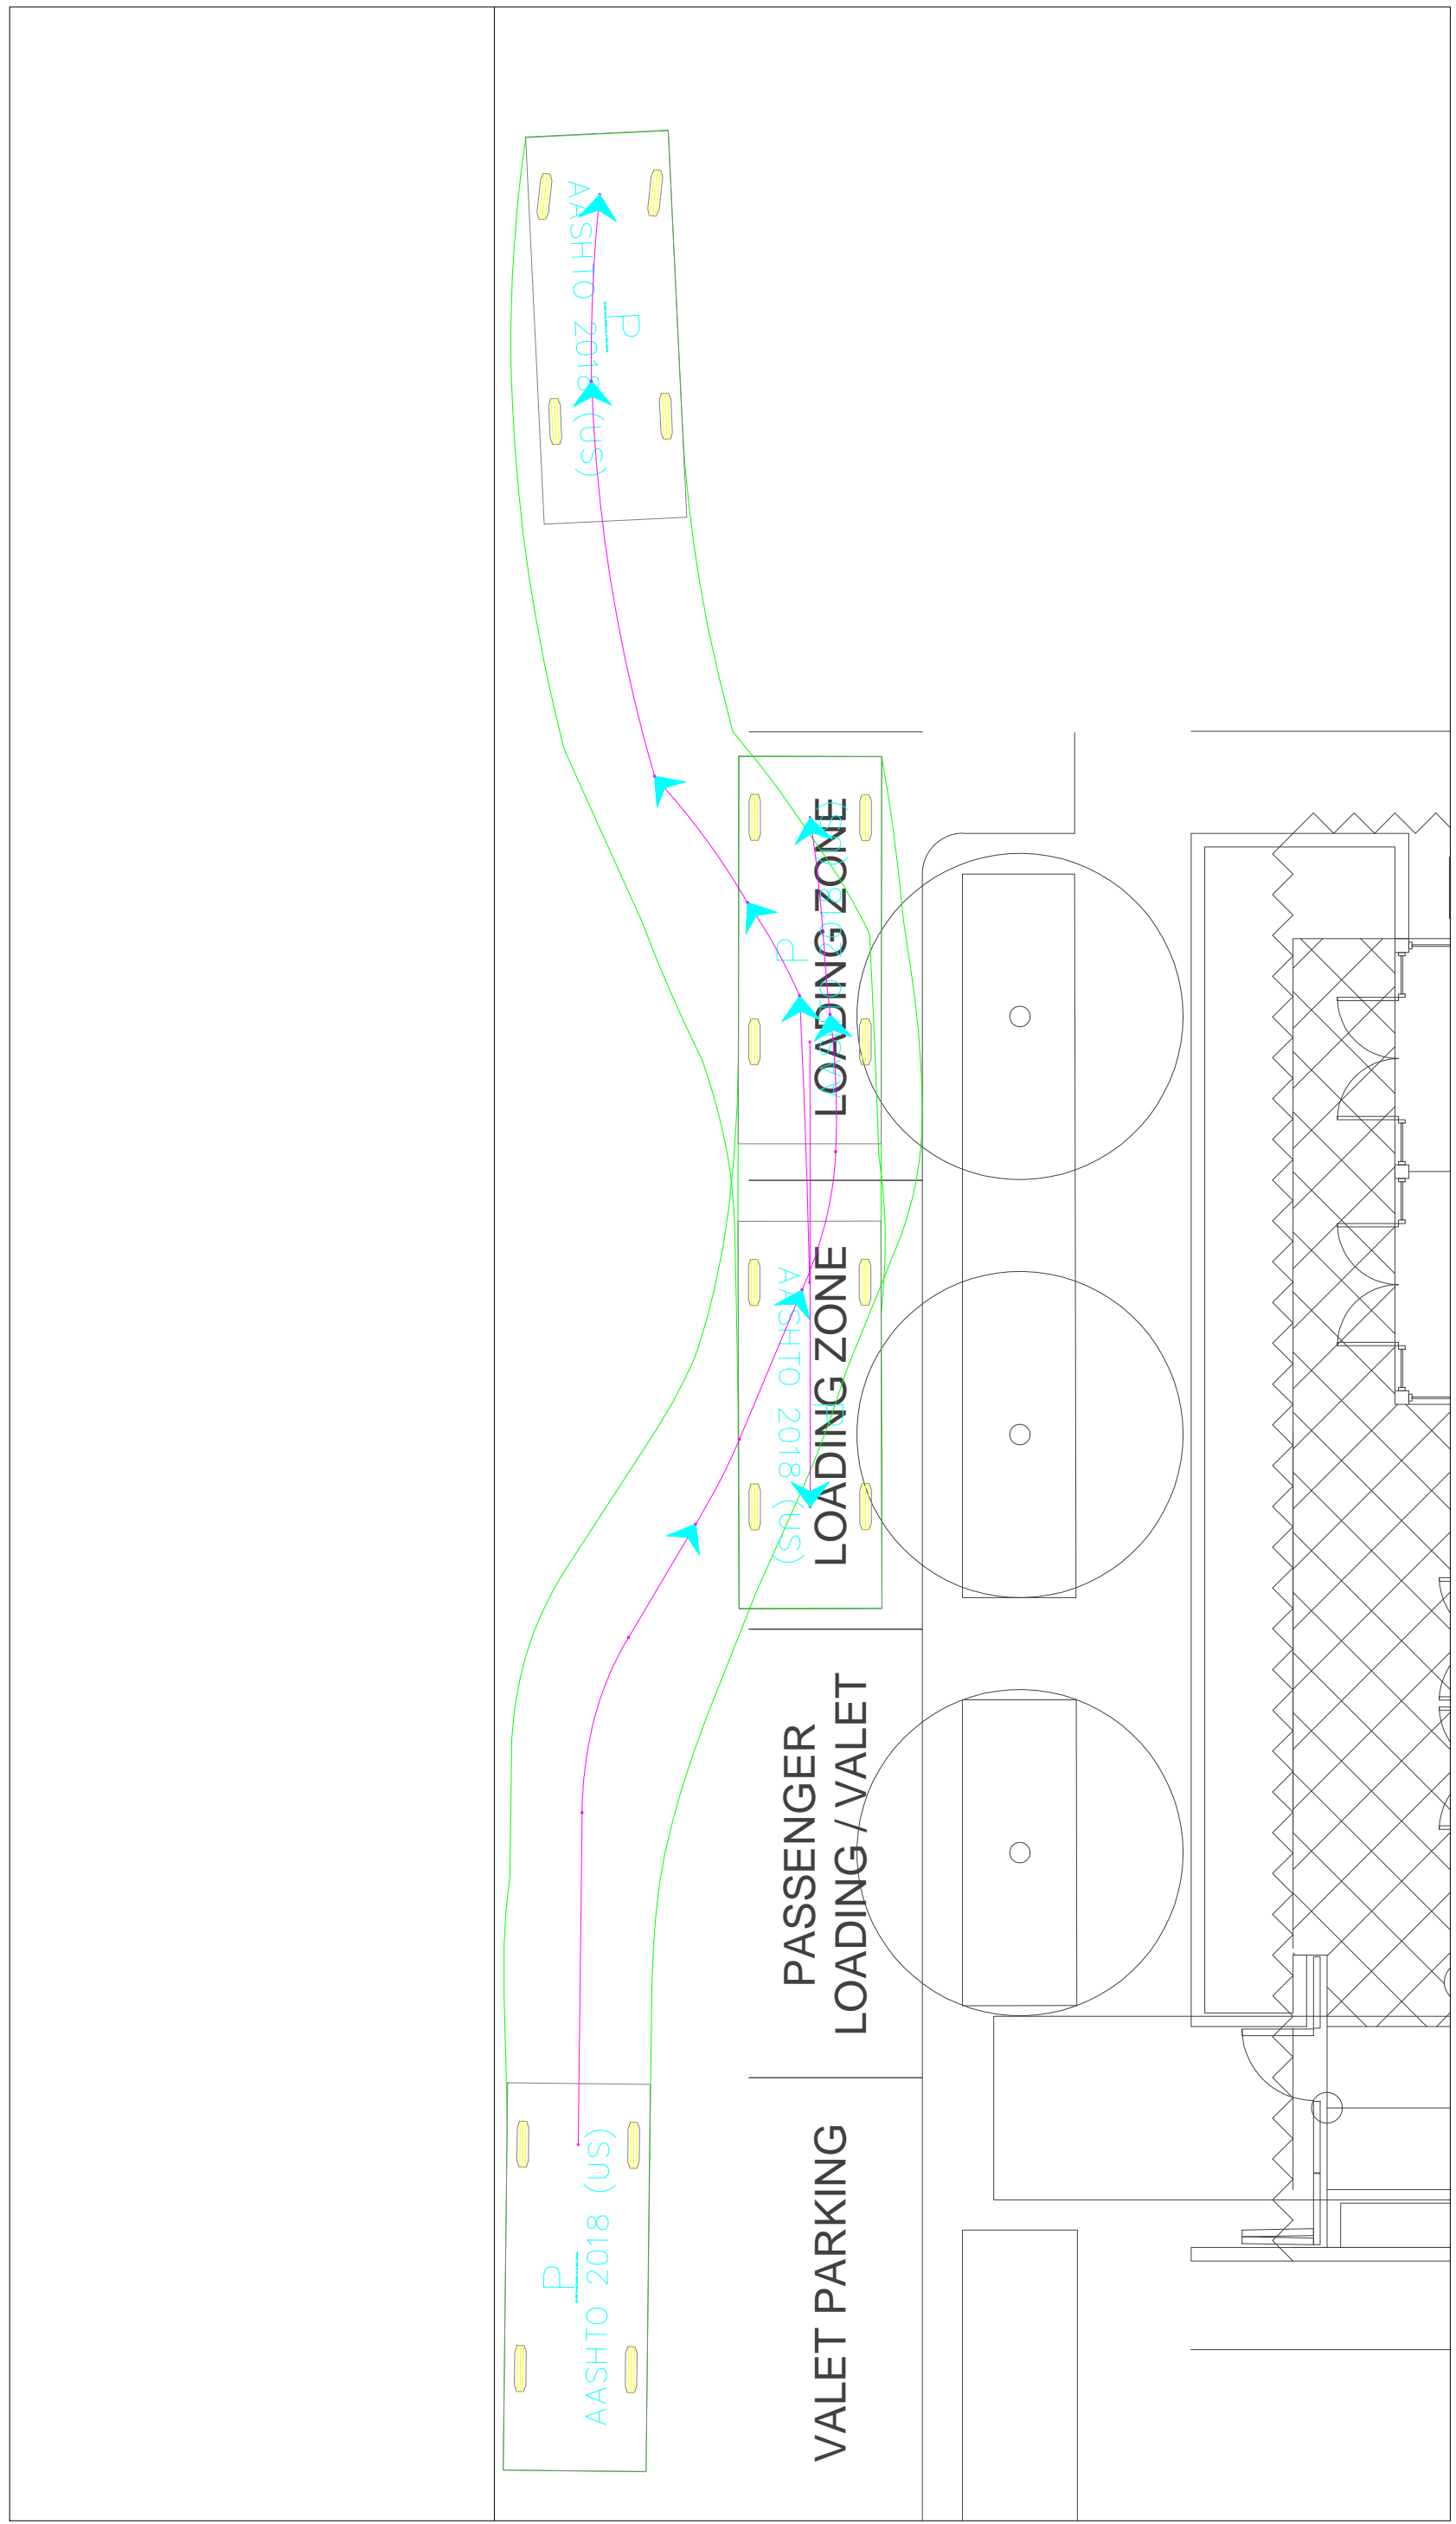 AASHTO 2018 (US)
P
LOADING ZONE
P
LOADING ZONE
AASHTO 2018 (US)
P
PASSENGER
LOADING / VALET
AASHTO 2018 (US)
P
VALET PARKING